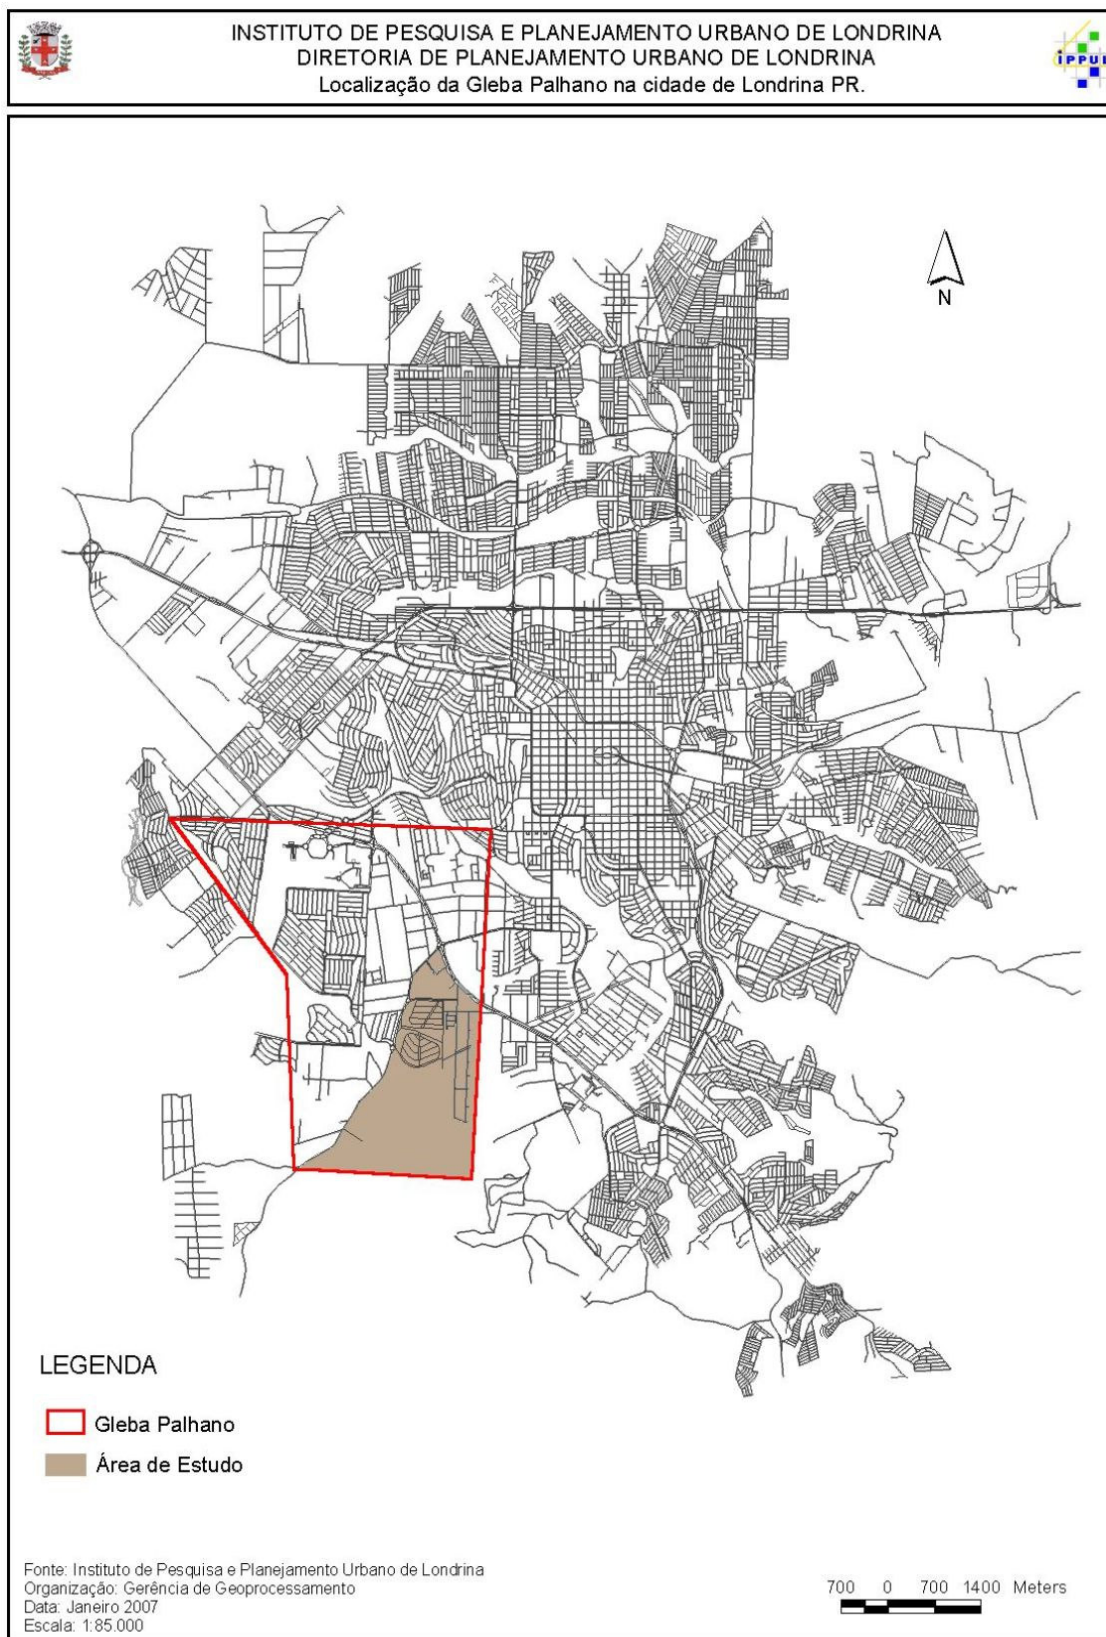 INSTITUTO DE PESQUISA E PLANEJAMENTO URBANO DE LONDRINA
DIRETORIA DE PLANEJAMENTO URBANO DE LONDRINA
Localização da Gleba Palhano na cidade de Londrina PR.
IPPUL
N
LEGENDA
Gleba Palhano
Área de Estudo
Fonte: Instituto de Pesquisa e Planejamento Urbano de Londrina
Organização: Gerência de Geoprocessamento
Data: Janeiro 2007
Escala: 1:85.000
700 0 700 1400 Meters